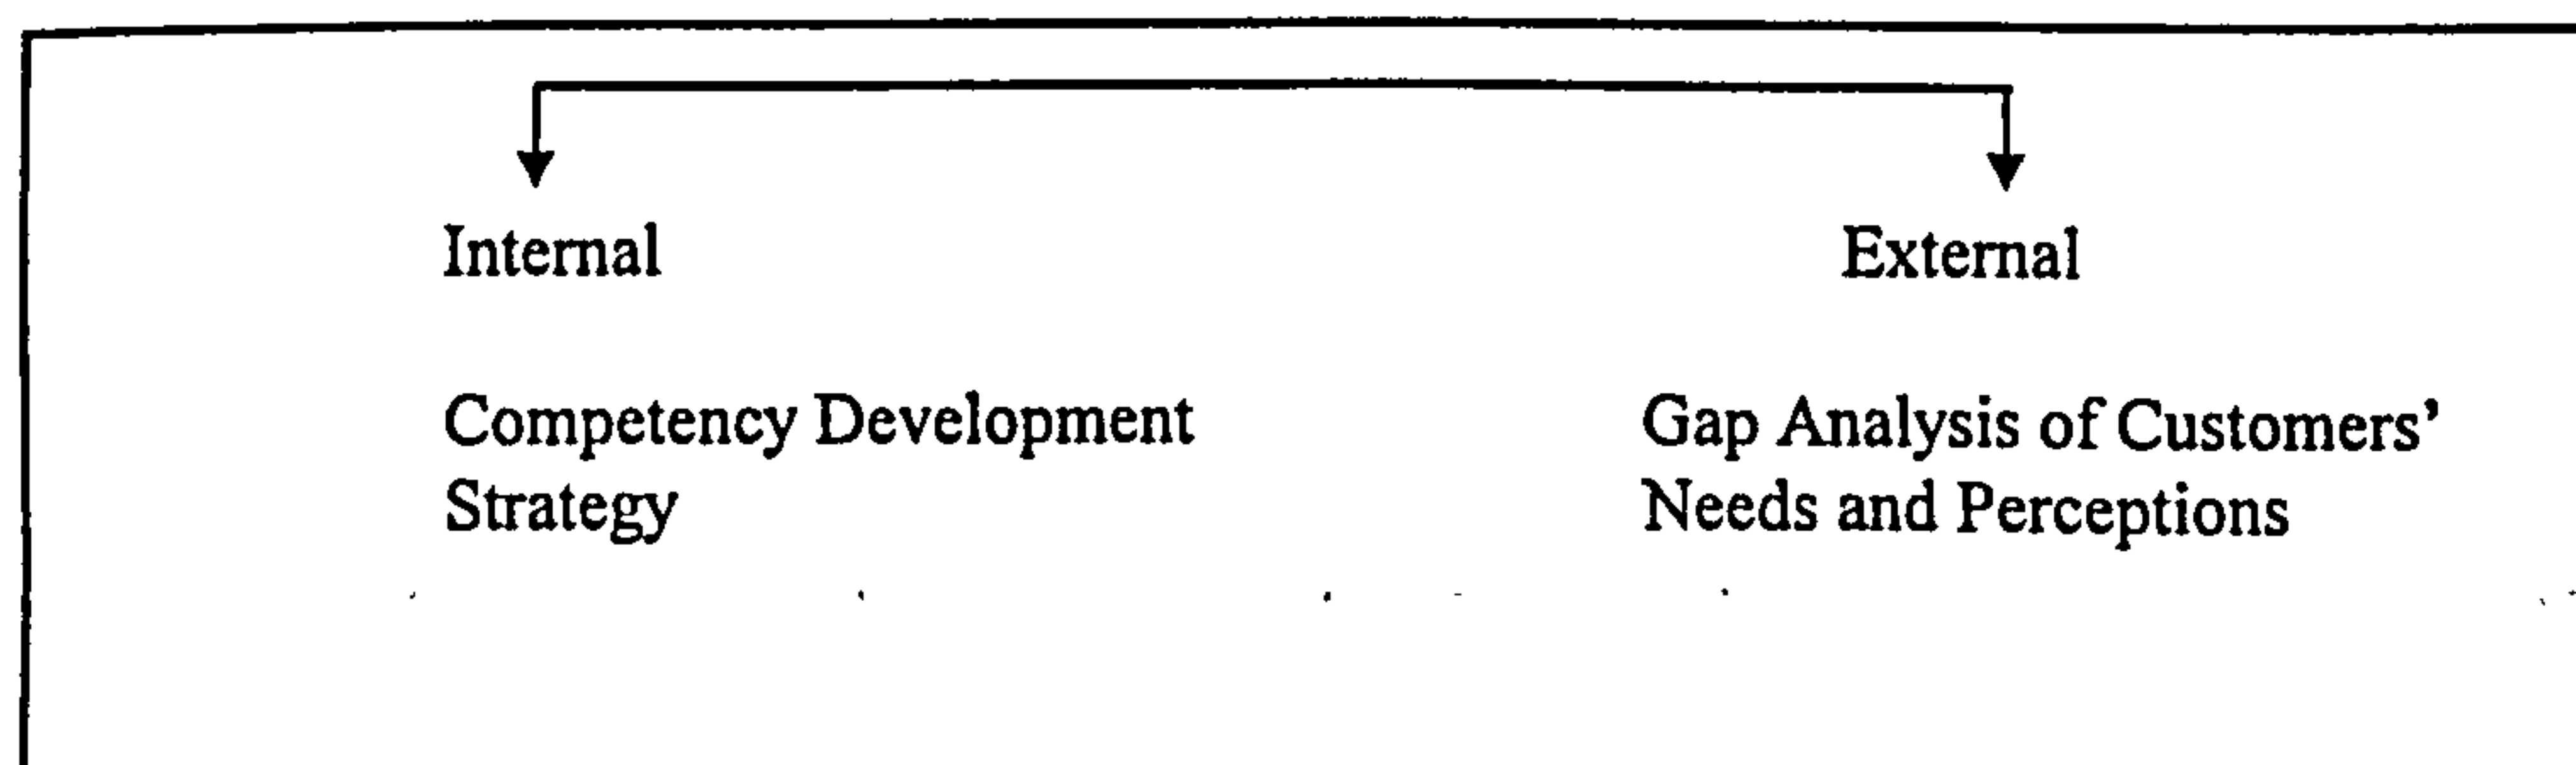 Internal
External
Competency Development
Strategy
Gap Analysis of Customers’
Needs and Perceptions